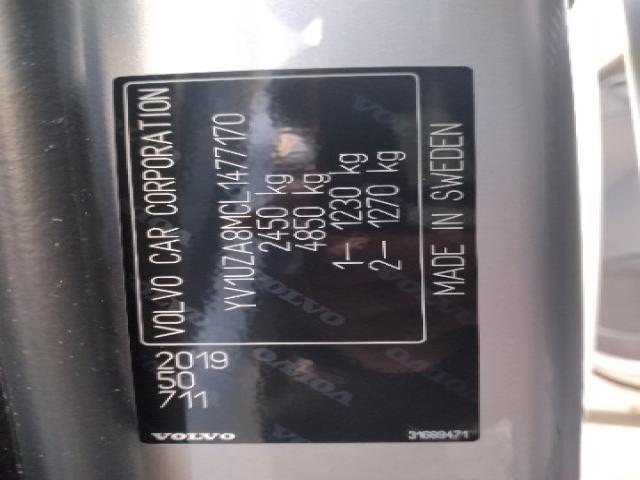 VOLVO CAR CORPORATION
YV1UZA8MCL1477170
2450 kg
4850 kg
1– 1230 kg
2– 1270 kg
MADE IN SWEDEN
2019
50
711
VOLVO
31689471